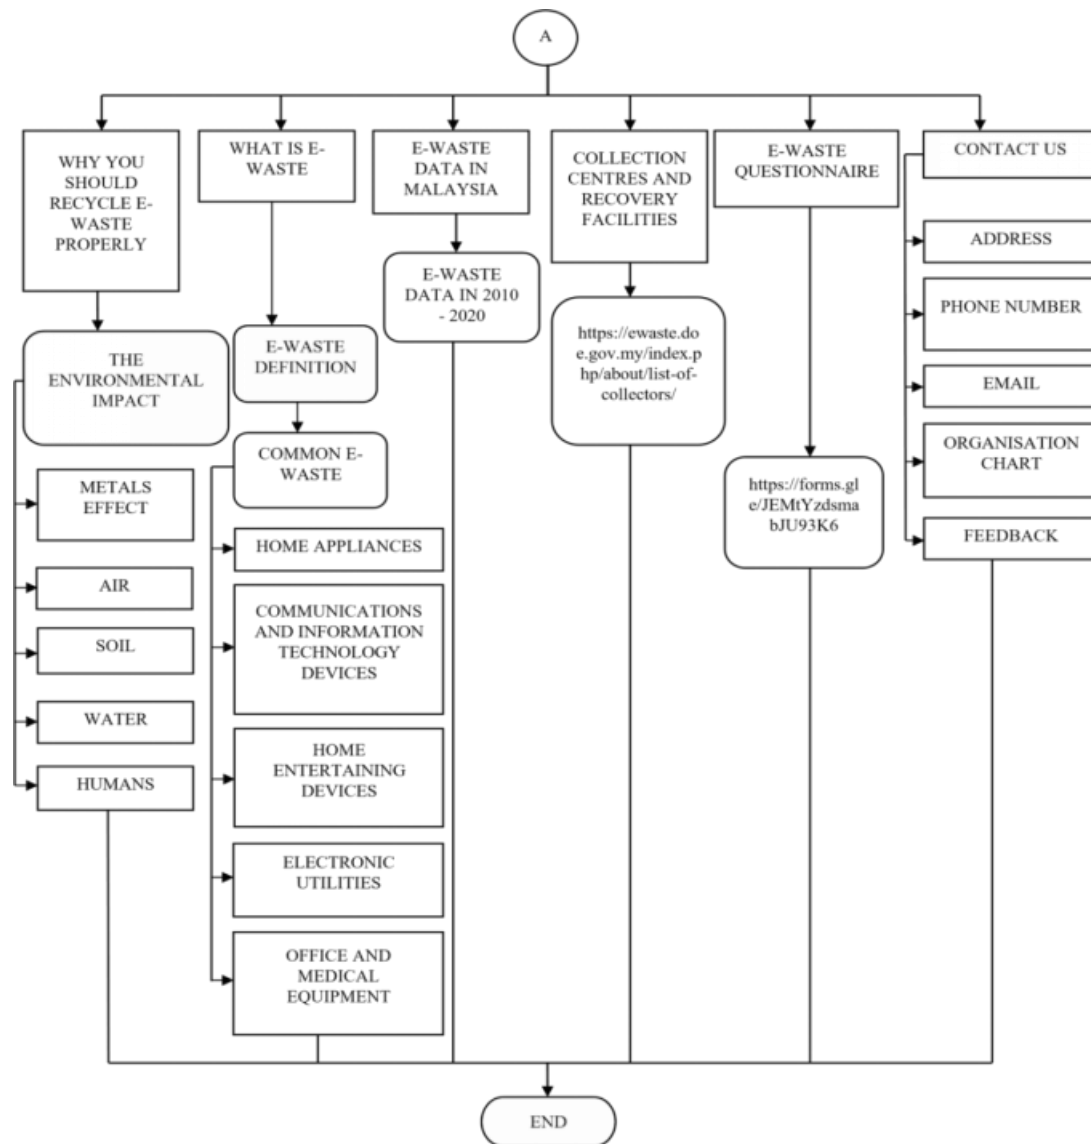 A
WHY YOU
SHOULD
RECYCLE E-
WASTE
PROPERLY
WHAT IS E-
WASTE
E-WASTE
DATA IN
MALAYSIA
COLLECTION
CENTRES AND
RECOVERY
FACILITIES
E-WASTE
QUESTIONNAIRE
CONTACT US
THE
ENVIRONMENTAL
IMPACT
METALS
EFFECT
AIR
SOIL
WATER
HUMANS
E-WASTE
DEFINITION
COMMON E-
WASTE
HOME APPLIANCES
COMMUNICATIONS
AND INFORMATION
TECHNOLOGY
DEVICES
HOME
ENTERTAINING
DEVICES
ELECTRONIC
UTILITIES
OFFICE AND
MEDICAL
EQUIPMENT
E-WASTE
DATA IN 2010
- 2020
https://ewaste.do
e.gov.my/index.p
hp/about/list-of-
collectors/
https://forms.gl
e/JEMtYzdsma
bJU93K6
ADDRESS
PHONE NUMBER
EMAIL
ORGANISATION
CHART
FEEDBACK
END